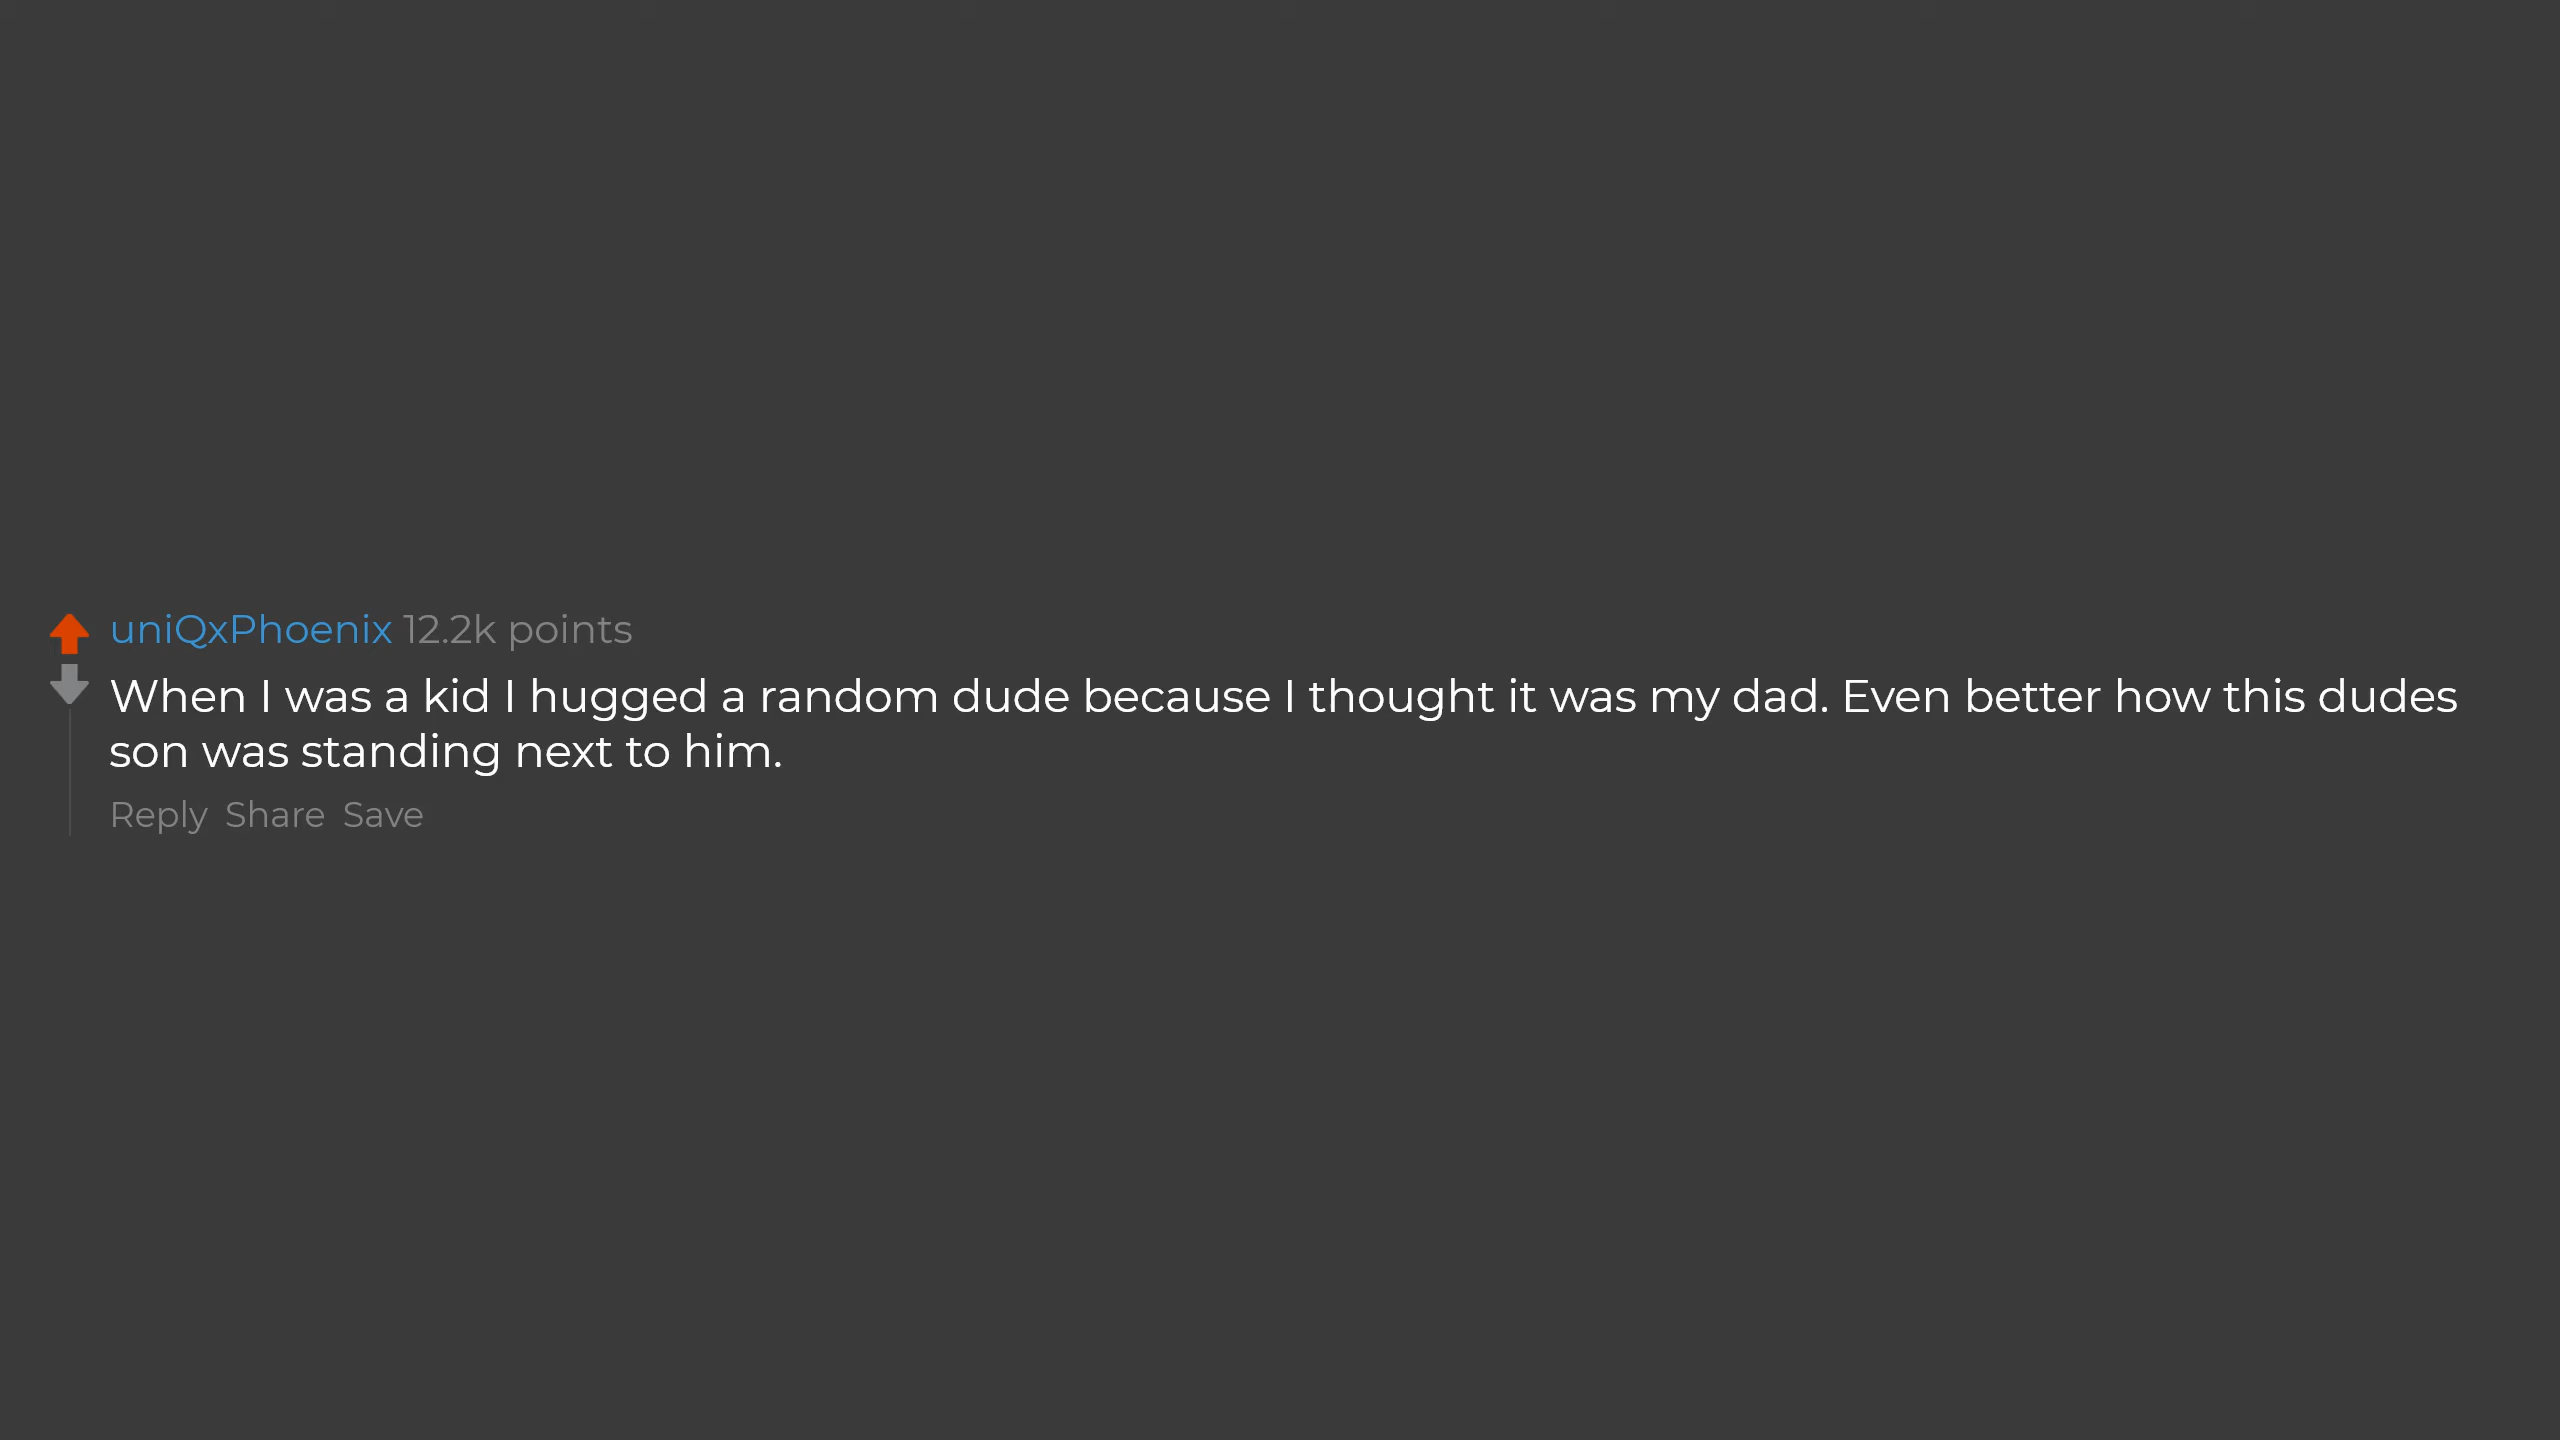 uniQxPhoenix 12.2k points
When I was a kid I hugged a random dude because I thought it was my dad. Even better how this dudes
son was standing next to him.
Reply Share Save